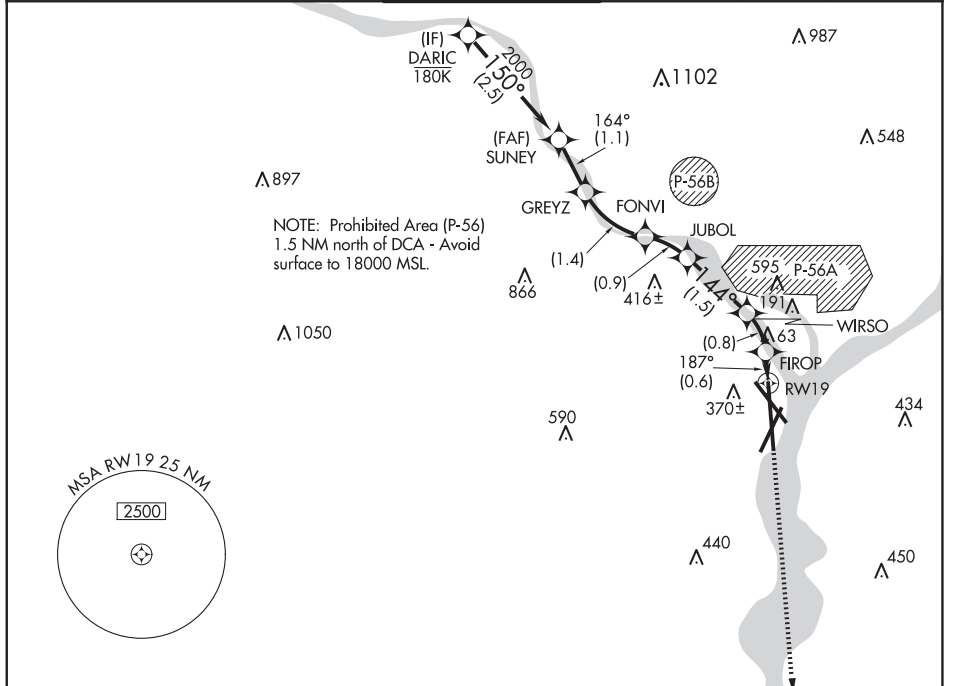 (IF)
DARIC
180K
2000
150°
(2.5)
987
1102
164°
(1.1)
548
(FAF)
SUNEY
897
P-56B
GREYZ
FONVI
NOTE: Prohibited Area (P-56)
1.5 NM north of DCA - Avoid
surface to 18000 MSL.
JUBOL
(1.4)
(0.9)
866
416±
144°
(1.5)
595
P-56A
191
WIRSO
1050
(0.8)
63
FIROP
187°
(0.6)
RW19
370±
590
434
MSA RW19 25 NM
2500
440
450